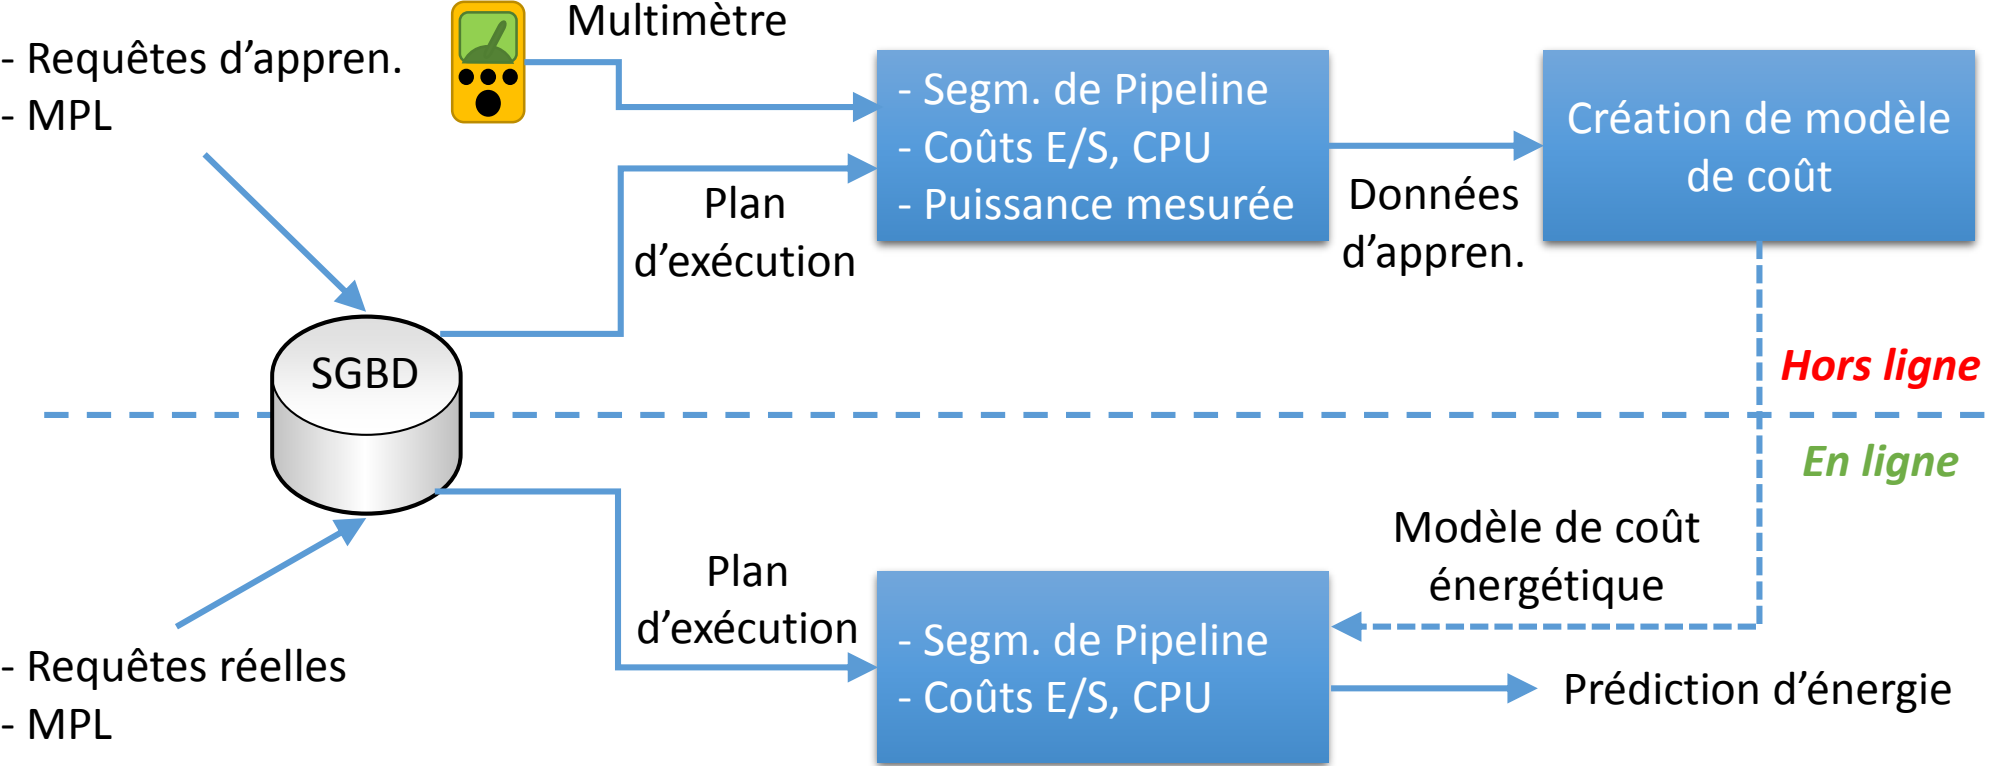 Multimètre
- Requêtes d’appren.
- MPL
- Segm. de Pipeline
- Coûts E/S, CPU
- Puissance mesurée
Création de modèle
de coût
Plan
d’exécution
Données
d’appren.
SGBD
Hors ligne
En ligne
Modèle de coût
énergétique
Plan
d’exécution
- Segm. de Pipeline
- Coûts E/S, CPU
- Requêtes réelles
- MPL
Prédiction d’énergie